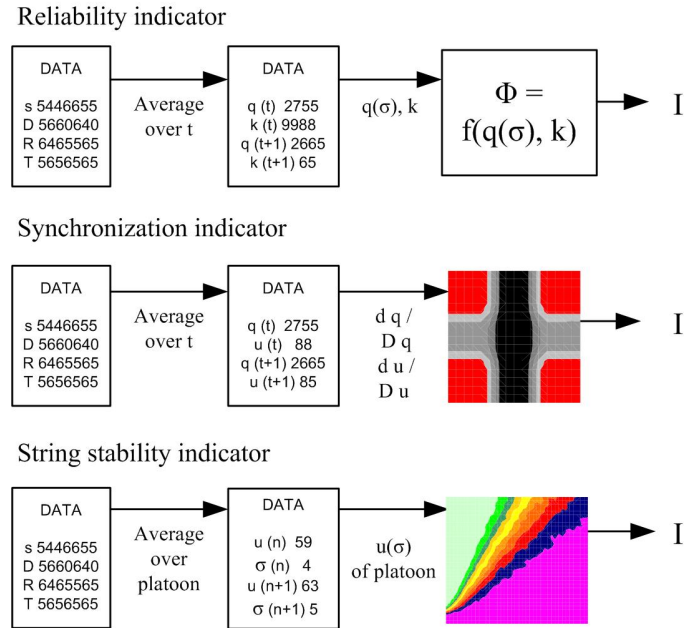 Reliability indicator
DATA
s 5446655
D 5660640
R 6465565
T 5656565
Average
over t
DATA
q (t) 2755
k (t) 9988
q (t+1) 2665
k (t+1) 65
q(σ), k
Φ =
f(q(σ), k)
I
Synchronization indicator
DATA
s 5446655
D 5660640
R 6465565
T 5656565
Average
over t
DATA
q (t) 2755
u (t) 88
q (t+1) 2665
u (t+1) 85
d q /
D q
d u /
D u
I
String stability indicator
DATA
s 5446655
D 5660640
R 6465565
T 5656565
Average
over
platoon
DATA
u (n) 59
σ (n) 4
u (n+1) 63
σ (n+1) 5
u(σ)
of platoon
I